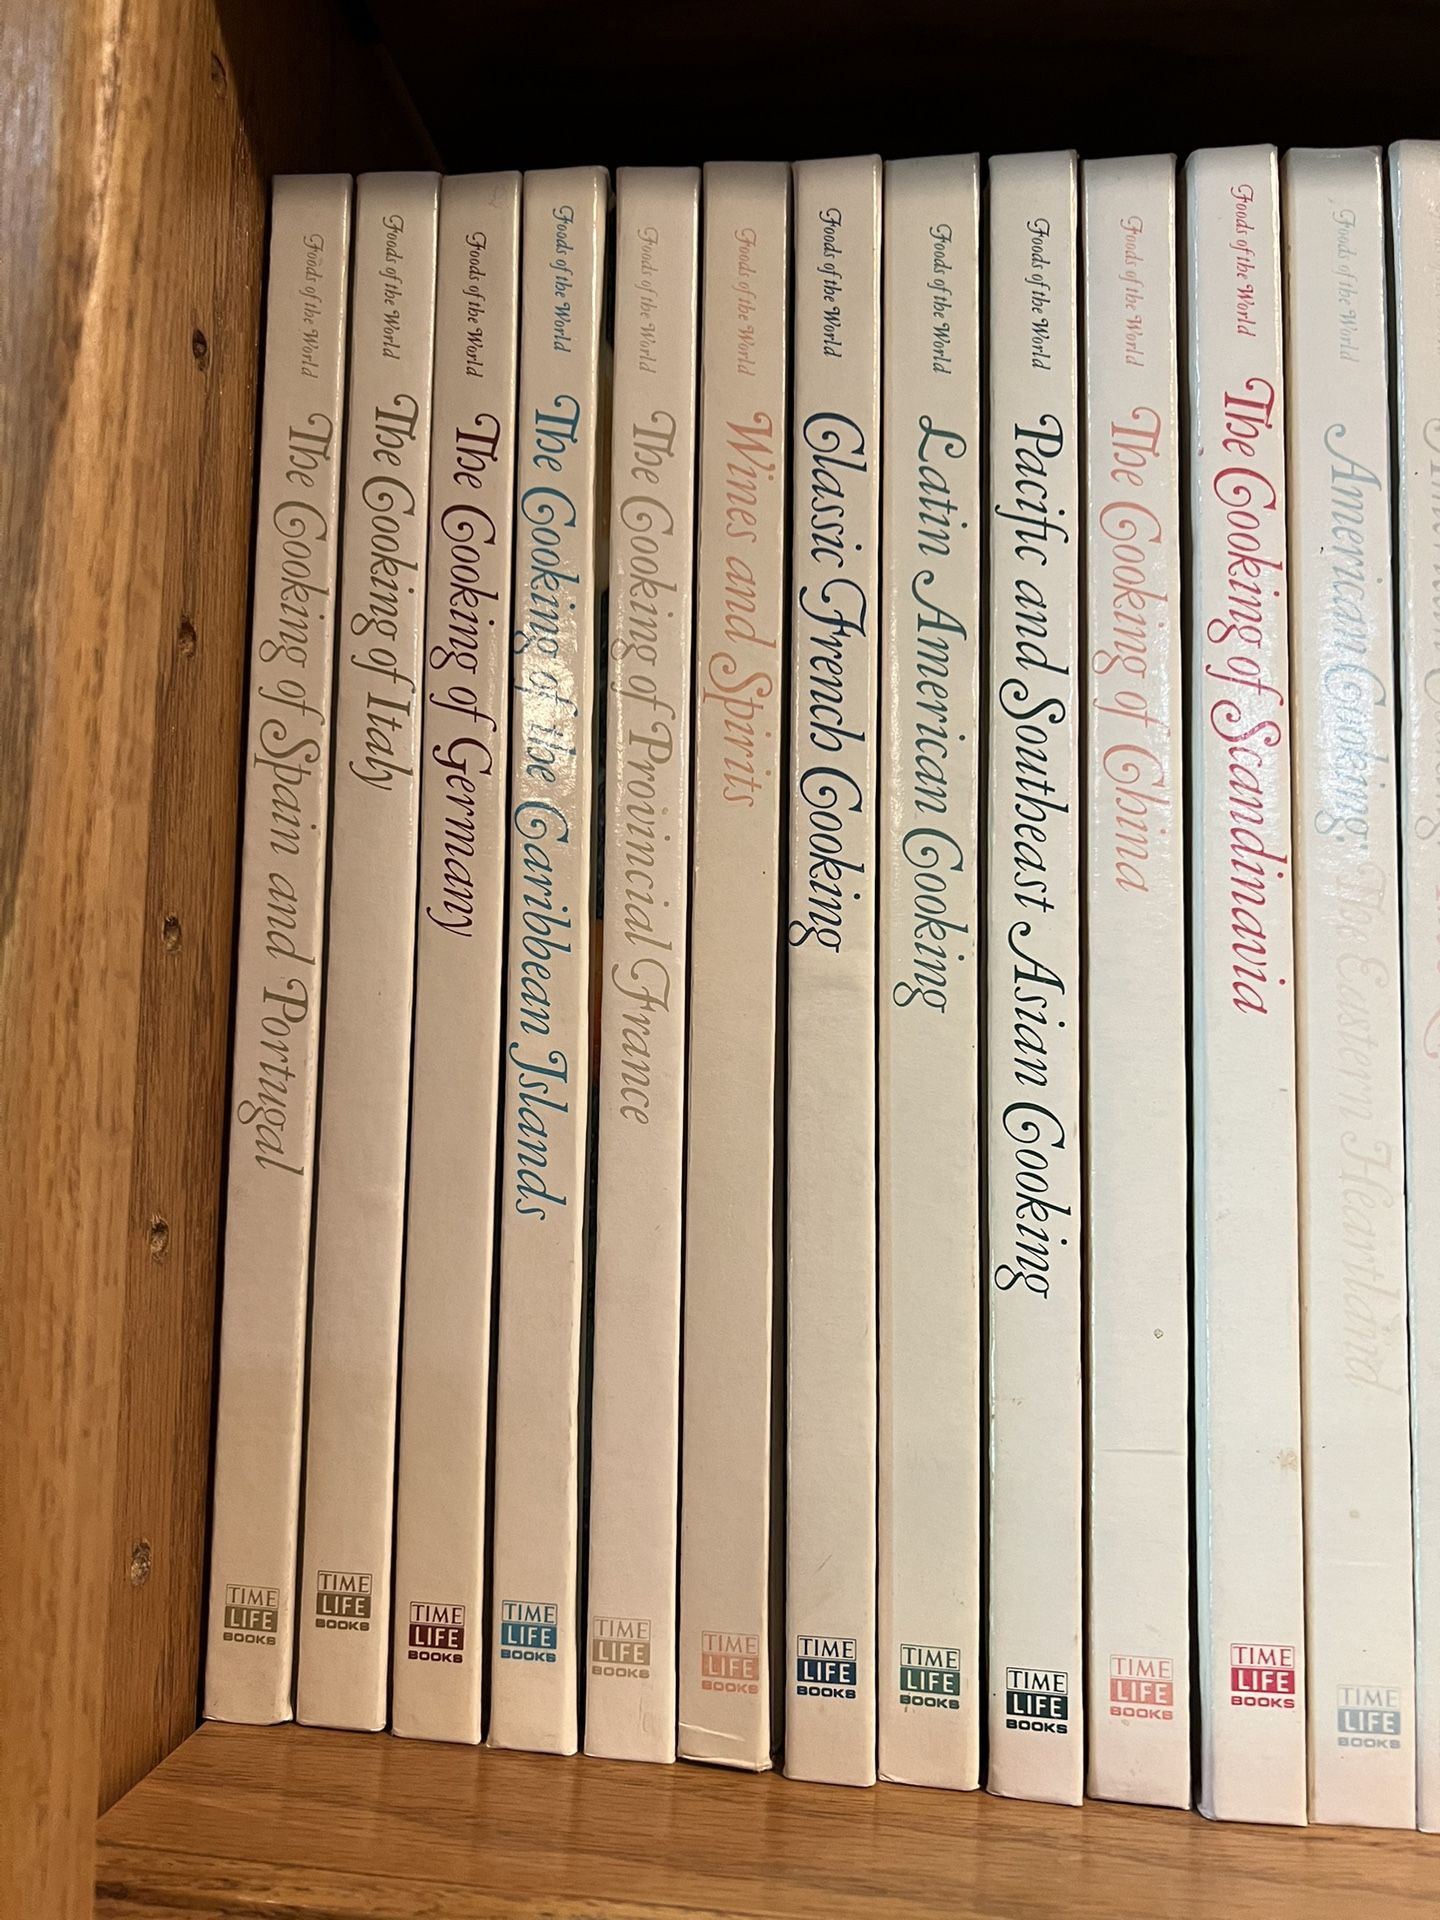 Foods of the World
The Cooking of Spain and Portugal
TIME
LIFE
BOOKS
Foods of the World
The Cooking of Italy
TIME
LIFE
BOOKS
Foods of the World
The Cooking of Germany
TIME
LIFE
BOOKS
Foods of the World
The Cooking of the Caribbean Islands
TIME
LIFE
BOOKS
Foods of the World
The Cooking of Provincial France
TIME
LIFE
BOOKS
Foods of the World
Wines and Spirits
TIME
LIFE
BOOKS
Foods of the World
Classic French Cooking
TIME
LIFE
BOOKS
Foods of the World
Latin American Cooking
TIME
LIFE
BOOKS
Foods of the World
Pacific and Southeast Asian Cooking
TIME
LIFE
BOOKS
Foods of the World
The Cooking of China
TIME
LIFE
BOOKS
Foods of the World
The Cooking of Scandinavia
TIME
LIFE
BOOKS
Foods of the World
American Cooking: The Eastern Heartland
TIME
LIFE
BOOKS